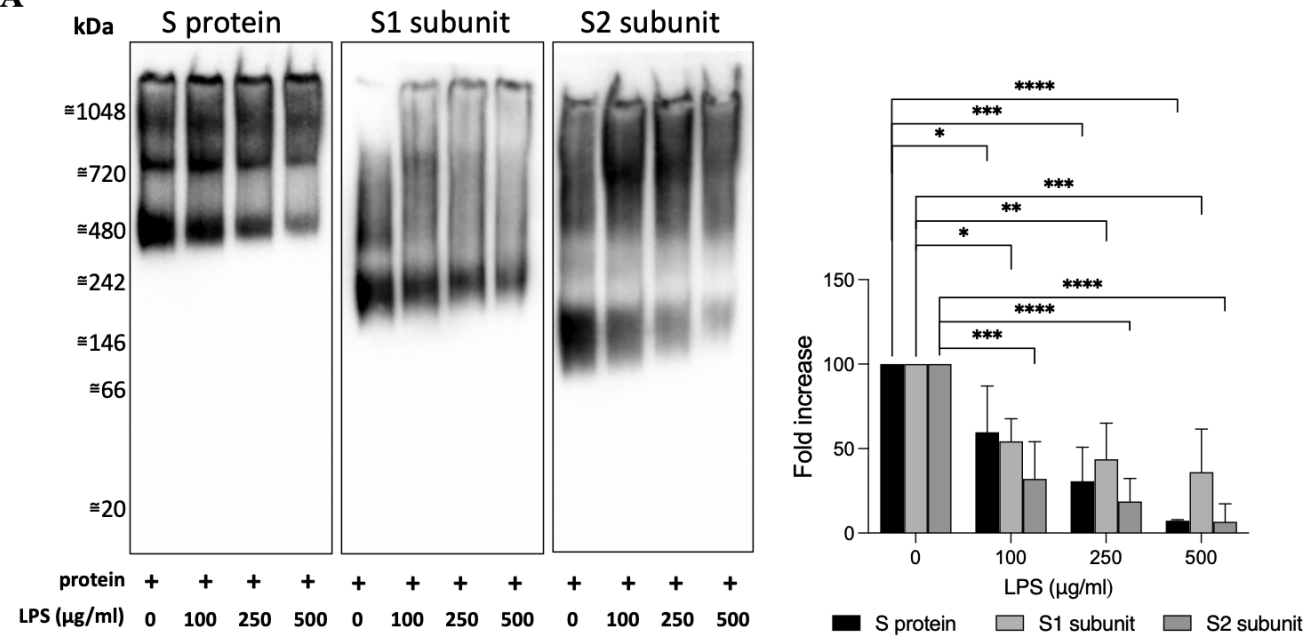 A
kDa S protein S1 subunit S2 subunit
≅1048
≅720
≅480
≅242
≅146
≅66
≅20
protein + + + + + + + + + + + +
LPS (µg/ml) 0 100 250 500 0 100 250 500 0 100 250 500
****
***
*
***
**
*
****
****
***
Fold increase
150
100
50
0
0 100 250 500
LPS (µg/ml)
S protein S1 subunit S2 subunit